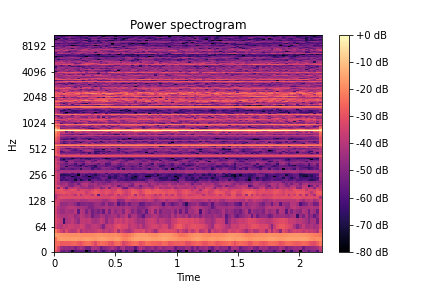 Power spectrogram
8192
4096
2048
1024
512
256
128
64
0
Hz
0
0.5
1
1.5
2
Time
+0 dB
-10 dB
-20 dB
-30 dB
-40 dB
-50 dB
-60 dB
-70 dB
-80 dB